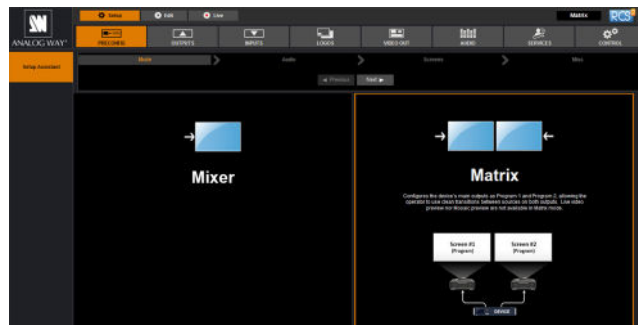 ANALOG WAY®
Setup
Edit
Live
Matrix
RCS²
PRECONFIG
OUTPUTS
INPUTS
LOGOS
VIDEO OUT
AUDIO
SERVICES
CONTROL
Setup Assistant
Mode
Audio
Screens
Misc
Previous
Next
Mixer
Matrix
Configures the device's main outputs as Program 1 and Program 2, allowing the
operator to use clean transitions between sources on both outputs. Live video
preview nor Mosaic preview are not available in Matrix mode.
Screen #1
(Program)
Screen #2
(Program)
DEVICE